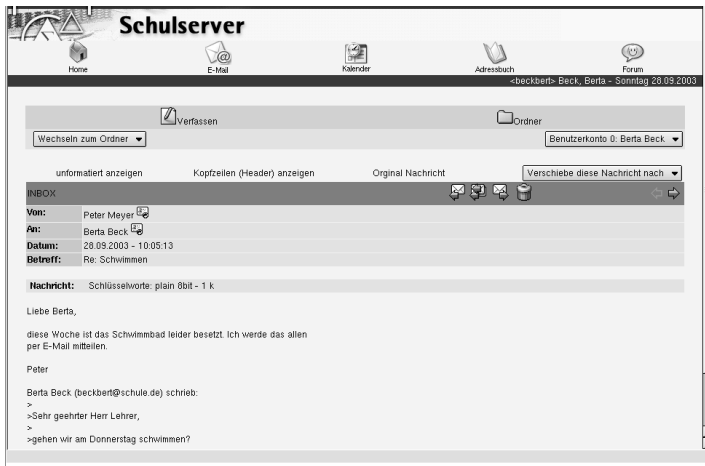 Schulserver
Home E-Mail Kalender Adressbuch Forum
<beckbert> Beck, Berta - Sonntag 28.09.2003
Verfassen Ordner
Wechseln zum Ordner Benutzerkonto 0: Berta Beck
unformatiert anzeigen Kopfzeilen (Header) anzeigen Orginal Nachricht Verschiebe diese Nachricht nach
INBOX
Von: Peter Meyer
An: Berta Beck
Datum: 28.09.2003 - 10:05:13
Betreff: Re: Schwimmen
Nachricht: Schlüsselworte: plain 8bit - 1 k
Liebe Berta,
diese Woche ist das Schwimmbad leider besetzt. Ich werde das allen
per E-Mail mitteilen.
Peter
Berta Beck (beckbert@schule.de) schrieb:
>
>Sehr geehrter Herr Lehrer,
>
>gehen wir am Donnerstag schwimmen?